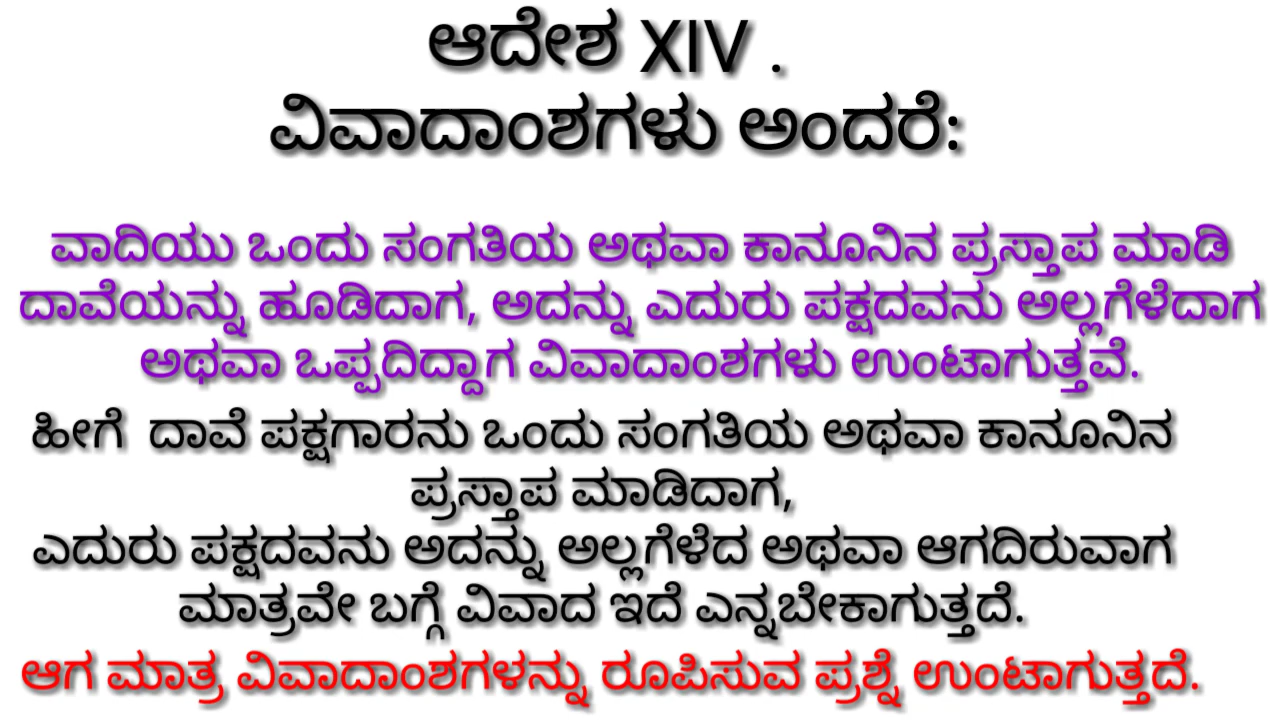 ಆದೇಶ XIV .
ವಿವಾದಾಂಶಗಳು ಅಂದರೆ:
ವಾದಿಯು ಒಂದು ಸಂಗತಿಯ ಅಥವಾ ಕಾನೂನಿನ ಪ್ರಸ್ತಾಪ ಮಾಡಿ
ದಾವೆಯನ್ನು ಹೂಡಿದಾಗ, ಅದನ್ನು ಎದುರು ಪಕ್ಷದವನು ಅಲ್ಲಗೆಳೆದಾಗ
ಅಥವಾ ಒಪ್ಪದಿದ್ದಾಗ ವಿವಾದಾಂಶಗಳು ಉಂಟಾಗುತ್ತವೆ.
ಹೀಗೆ ದಾವೆ ಪಕ್ಷಗಾರನು ಒಂದು ಸಂಗತಿಯ ಅಥವಾ ಕಾನೂನಿನ
ಪ್ರಸ್ತಾಪ ಮಾಡಿದಾಗ,
ಎದುರು ಪಕ್ಷದವನು ಅದನ್ನು ಅಲ್ಲಗೆಳೆದ ಅಥವಾ ಆಗದಿರುವಾಗ
ಮಾತ್ರವೇ ಬಗ್ಗೆ ವಿವಾದ ಇದೆ ಎನ್ನಬೇಕಾಗುತ್ತದೆ.
ಆಗ ಮಾತ್ರ ವಿವಾದಾಂಶಗಳನ್ನು ರೂಪಿಸುವ ಪ್ರಶ್ನೆ ಉಂಟಾಗುತ್ತದೆ.